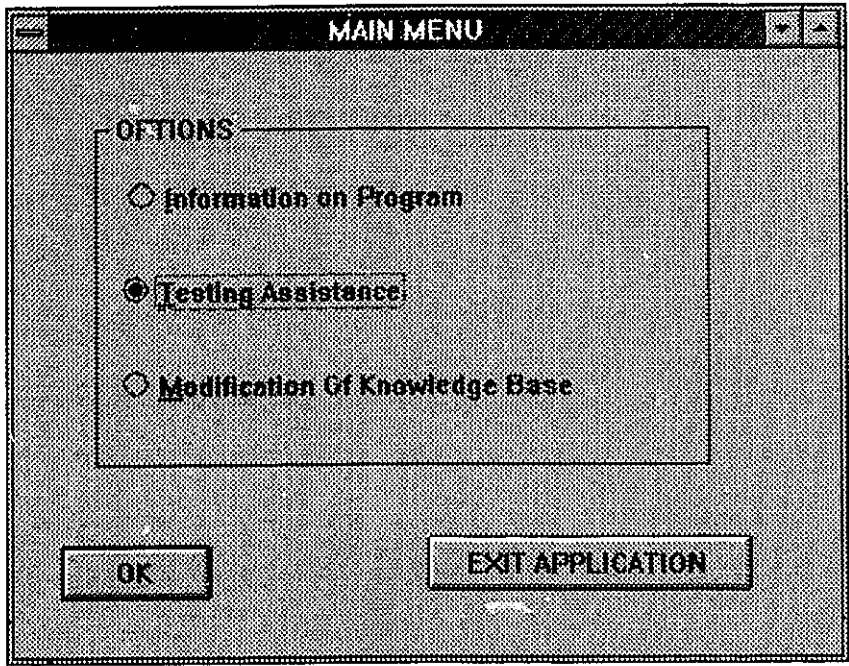 MAIN MENU
OPTIONS
Information on Program
Testing Assistance
Modification Of Knowledge Base
OK
EXIT APPLICATION